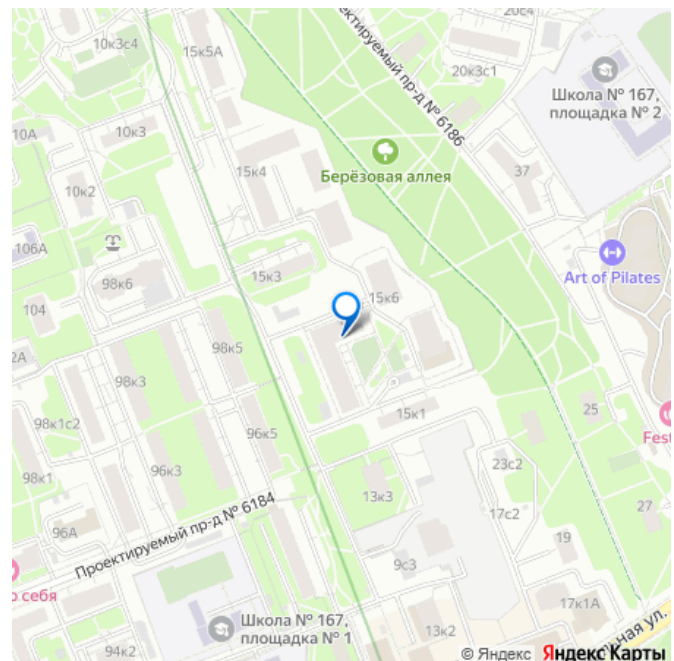 20с4
10к3с4
15к5А
Проектируемый пр-д № 6186
20к3с1
Школа № 167,
площадка № 2
10А
10к3
15к4
Берёзовая аллея
37
10к2
106А
98к6
15к3
15к6
Art of Pilates
104
2А
98к5
98к3
15к1
25
98к1с2
96к5
Fest
96к3
23с2
98к1
13к3
17с2
27
96А
Проектируемый пр-д № 6184
19
9с3
о себя
17к1А
Школа № 167,
площадка № 1
13к2
льная ул.
94к2
© Яндекс Яндекс Карты